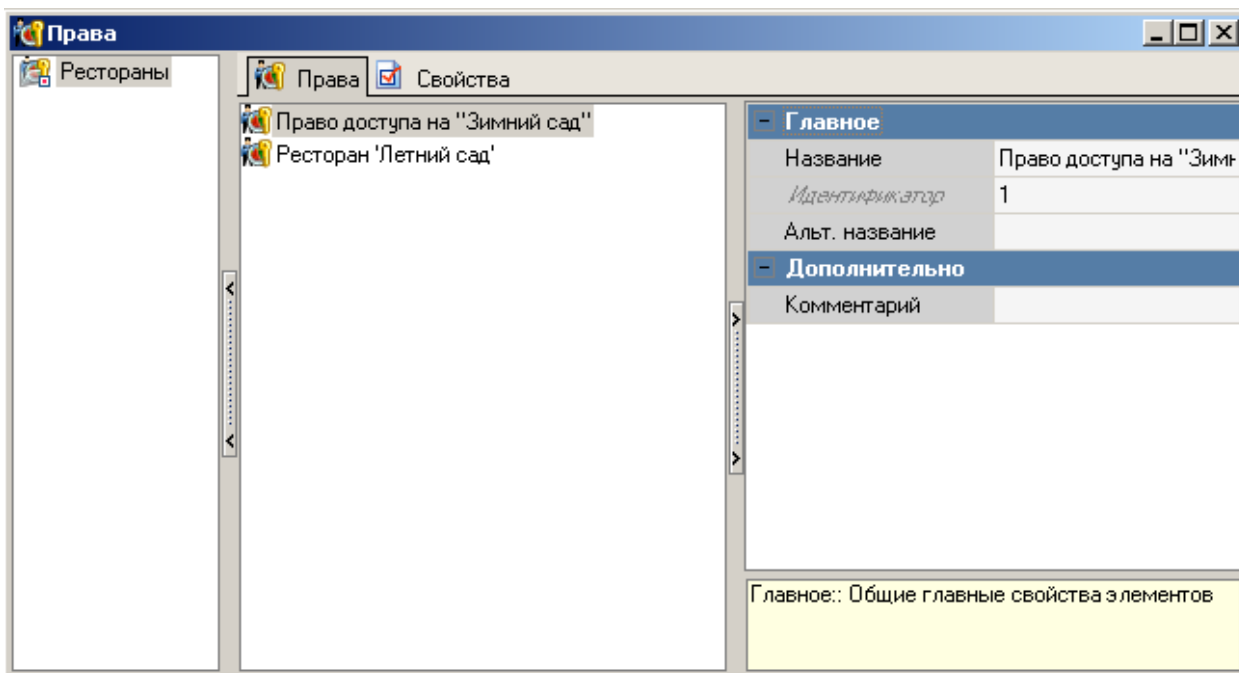 Права
Рестораны
Права
Свойства
Право доступа на "Зимний сад"
Ресторан 'Летний сад'
Главное
Название
Право доступа на "Зимн
Идентификатор
1
Альт. название
Дополнительно
Комментарий
Главное:: Общие главные свойства элементов